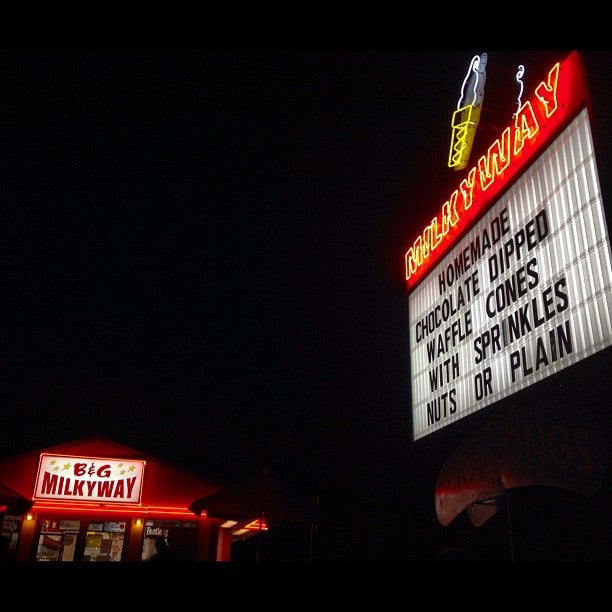 MILKYWAY
HOMEMADE
CHOCOLATE DIPPED
WAFFLE CONES
WITH SPRINKLES
NUTS OR PLAIN
B&G
MILKYWAY